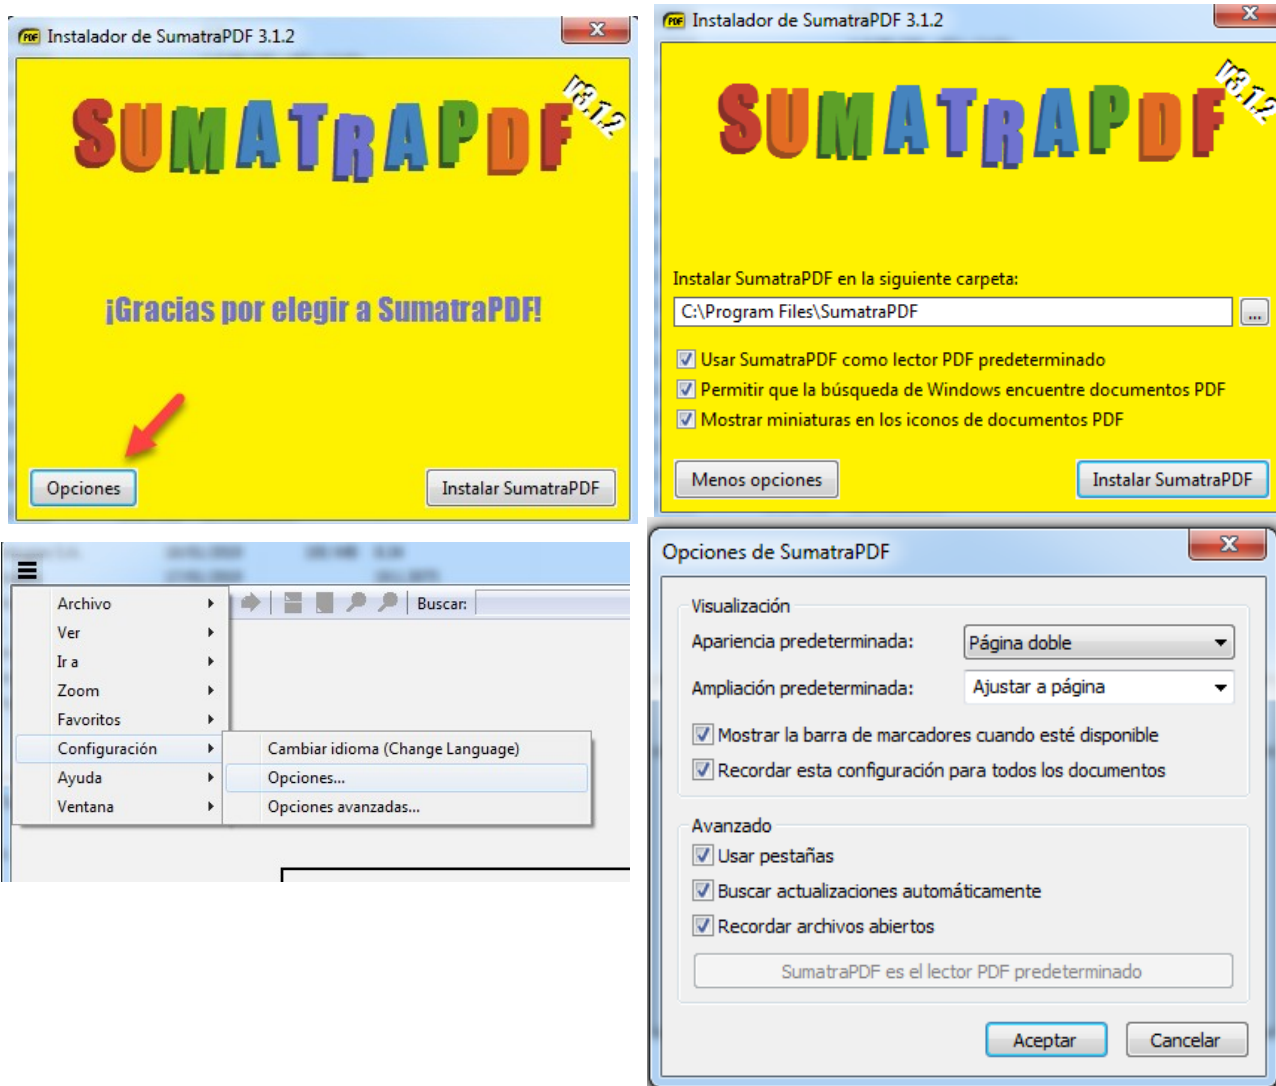 Instalador de SumatraPDF 3.1.2
SUMATRAPDF
v3.1.2
¡Gracias por elegir a SumatraPDF!
Opciones
Instalar SumatraPDF
Instalador de SumatraPDF 3.1.2
SUMATRAPDF
v3.1.2
Instalar SumatraPDF en la siguiente carpeta:
C:\Program Files\SumatraPDF
...
Usar SumatraPDF como lector PDF predeterminado
Permitir que la búsqueda de Windows encuentre documentos PDF
Mostrar miniaturas en los iconos de documentos PDF
Menos opciones
Instalar SumatraPDF
Buscar:
Archivo
Ver
Ir a
Zoom
Favoritos
Configuración
Ayuda
Ventana
Cambiar idioma (Change Language)
Opciones...
Opciones avanzadas...
Opciones de SumatraPDF
Visualización
Apariencia predeterminada: Página doble
Ampliación predeterminada: Ajustar a página
Mostrar la barra de marcadores cuando esté disponible
Recordar esta configuración para todos los documentos
Avanzado
Usar pestañas
Buscar actualizaciones automáticamente
Recordar archivos abiertos
SumatraPDF es el lector PDF predeterminado
Aceptar
Cancelar